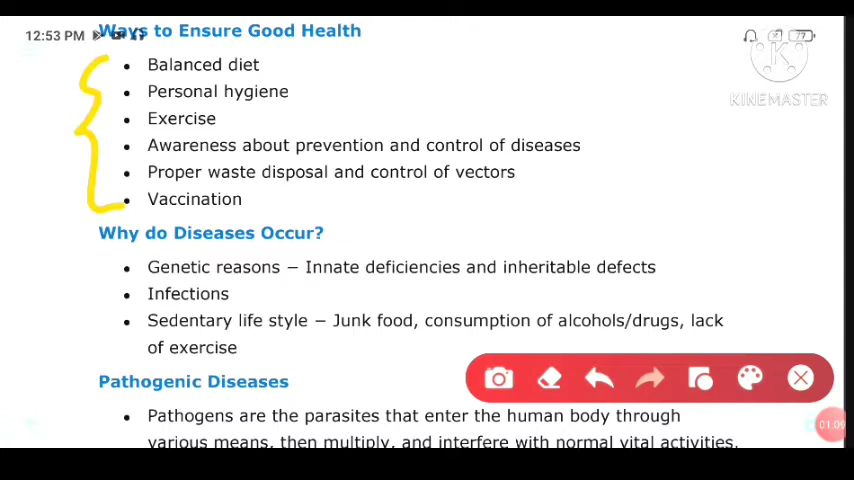 Ways to Ensure Good Health
12:53 PM
77
KINEMASTER
• Balanced diet
• Personal hygiene
• Exercise
• Awareness about prevention and control of diseases
• Proper waste disposal and control of vectors
• Vaccination
Why do Diseases Occur?
• Genetic reasons − Innate deficiencies and inheritable defects
• Infections
• Sedentary life style − Junk food, consumption of alcohols/drugs, lack
of exercise
Pathogenic Diseases
• Pathogens are the parasites that enter the human body through
various means, then multiply, and interfere with normal vital activities,
01:09